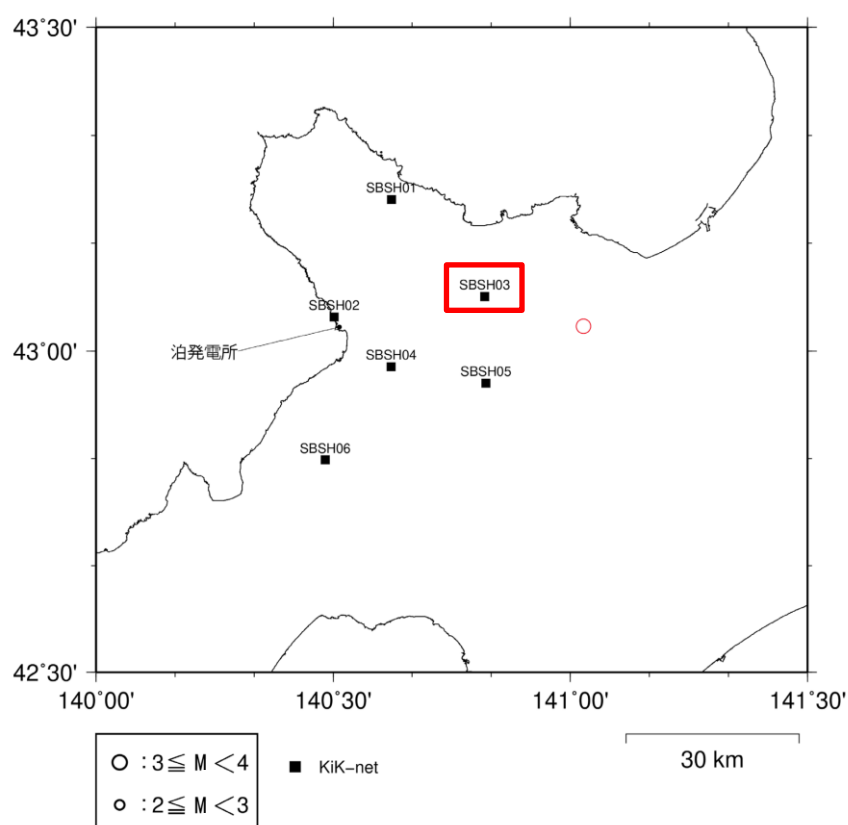 43˚30'
SBSH01
SBSH03
SBSH02
泊発電所
43˚00'
SBSH04
SBSH05
SBSH06
42˚30'
140˚00'
140˚30'
141˚00'
141˚30'
○ :3≦ M <4
○ :2≦ M <3
■ KiK−net
30 km